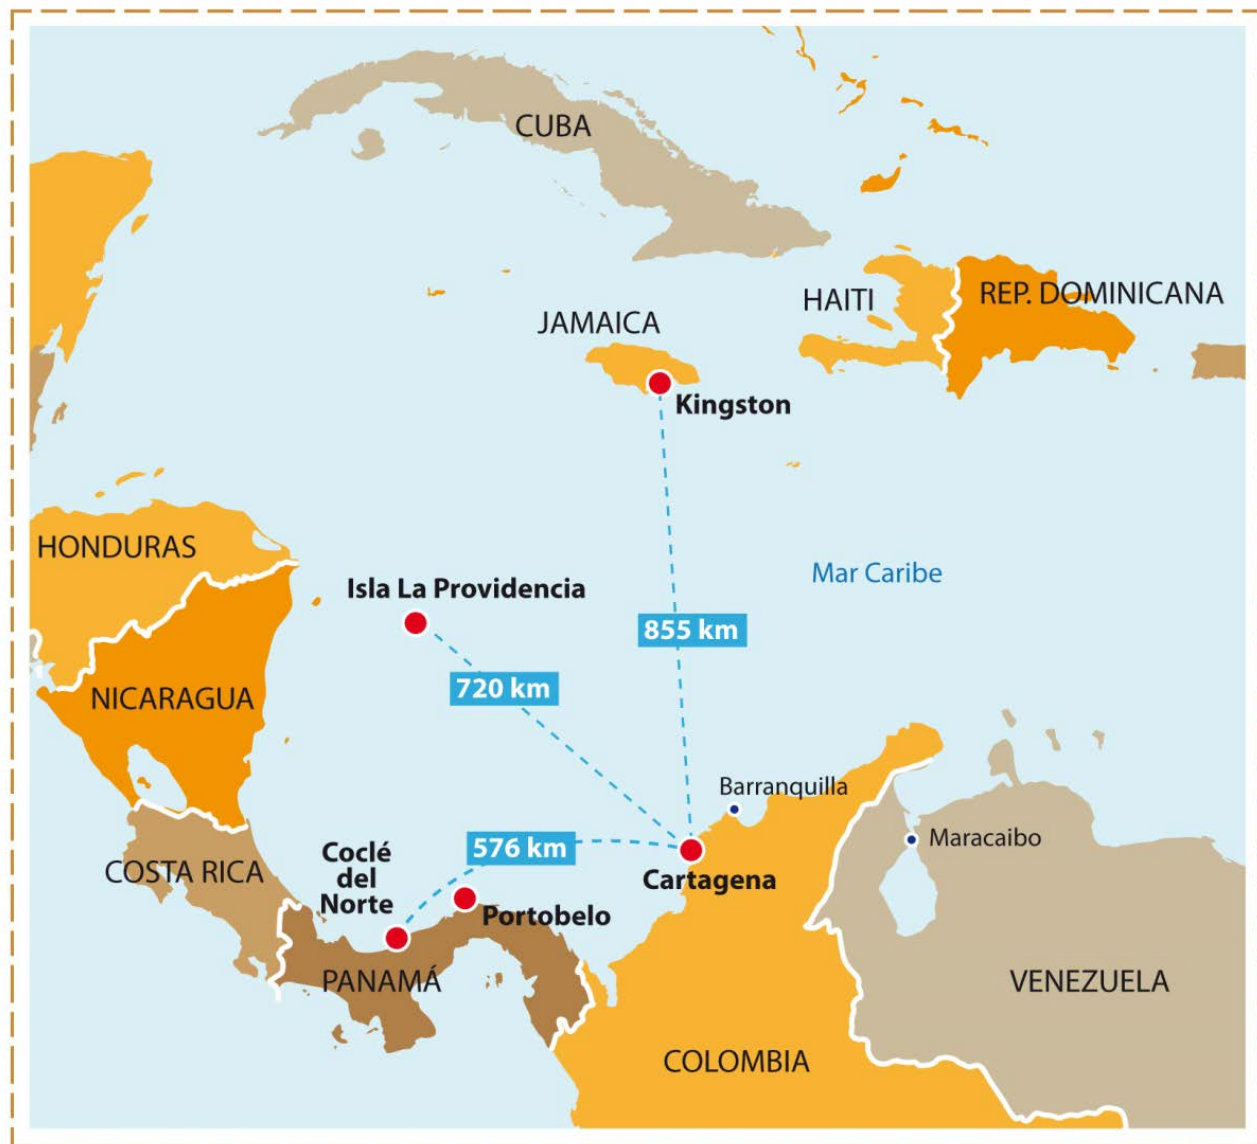 CUBA
HAITI
REP. DOMINICANA
JAMAICA
Kingston
HONDURAS
Mar Caribe
Isla La Providencia
855 km
720 km
NICARAGUA
Barranquilla
Maracaibo
576 km
Coclé
del
Norte
COSTA RICA
Cartagena
Portobelo
PANAMÁ
VENEZUELA
COLOMBIA